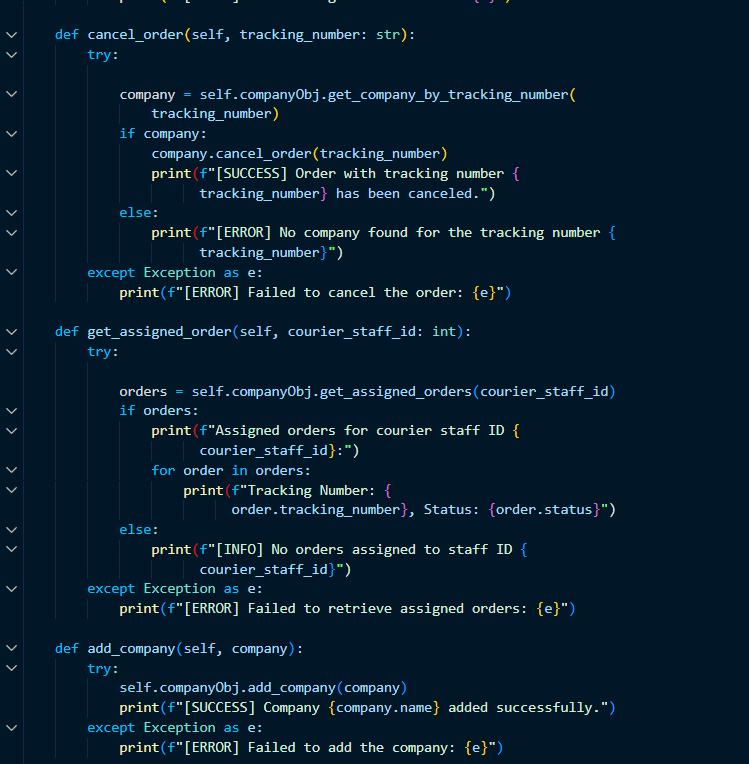 def cancel_order(self, tracking_number: str):
try:
company = self.companyObj.get_company_by_tracking_number(
tracking_number)
if company:
company.cancel_order(tracking_number)
print(f"[SUCCESS] Order with tracking number {
tracking_number} has been canceled.")
else:
print(f"[ERROR] No company found for the tracking number {
tracking_number}")
except Exception as e:
print(f"[ERROR] Failed to cancel the order: {e}")
def get_assigned_order(self, courier_staff_id: int):
try:
orders = self.companyObj.get_assigned_orders(courier_staff_id)
if orders:
print(f"Assigned orders for courier staff ID {
courier_staff_id}:")
for order in orders:
print(f"Tracking Number: {
order.tracking_number}, Status: {order.status}")
else:
print(f"[INFO] No orders assigned to staff ID {
courier_staff_id}")
except Exception as e:
print(f"[ERROR] Failed to retrieve assigned orders: {e}")
def add_company(self, company):
try:
self.companyObj.add_company(company)
print(f"[SUCCESS] Company {company.name} added successfully.")
except Exception as e:
print(f"[ERROR] Failed to add the company: {e}")